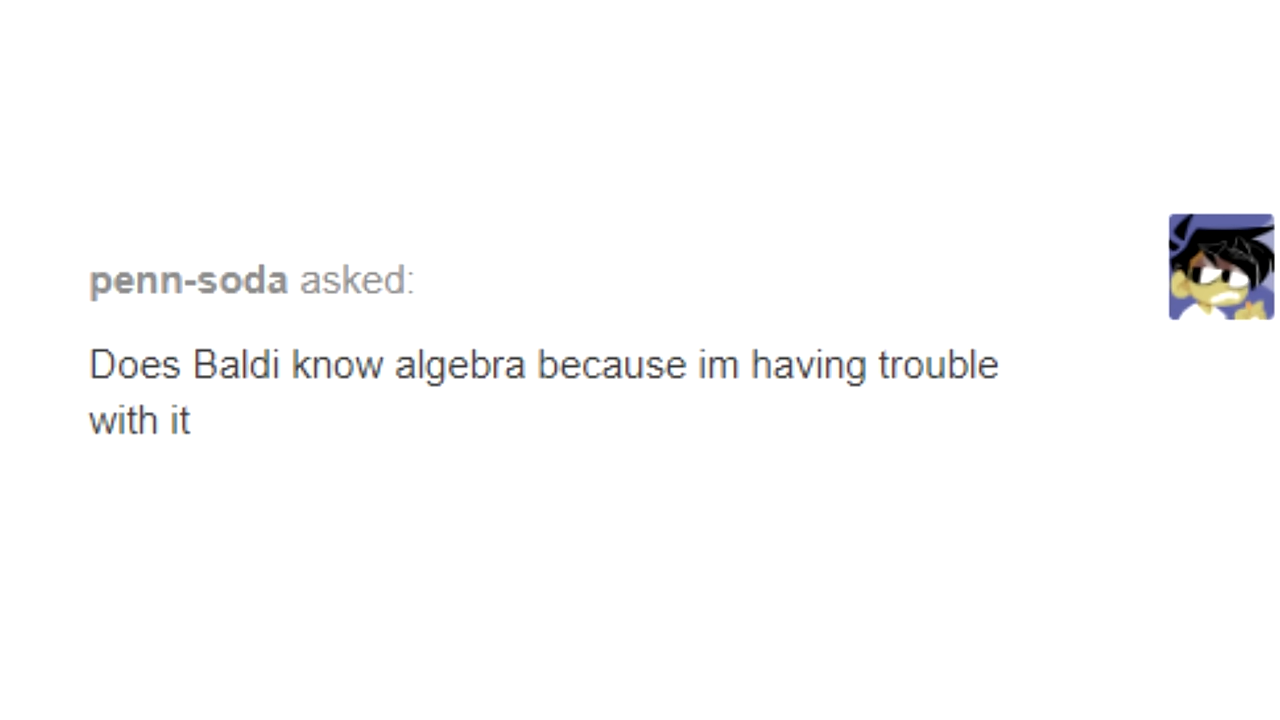 penn-soda asked:
Does Baldi know algebra because im having trouble
with it